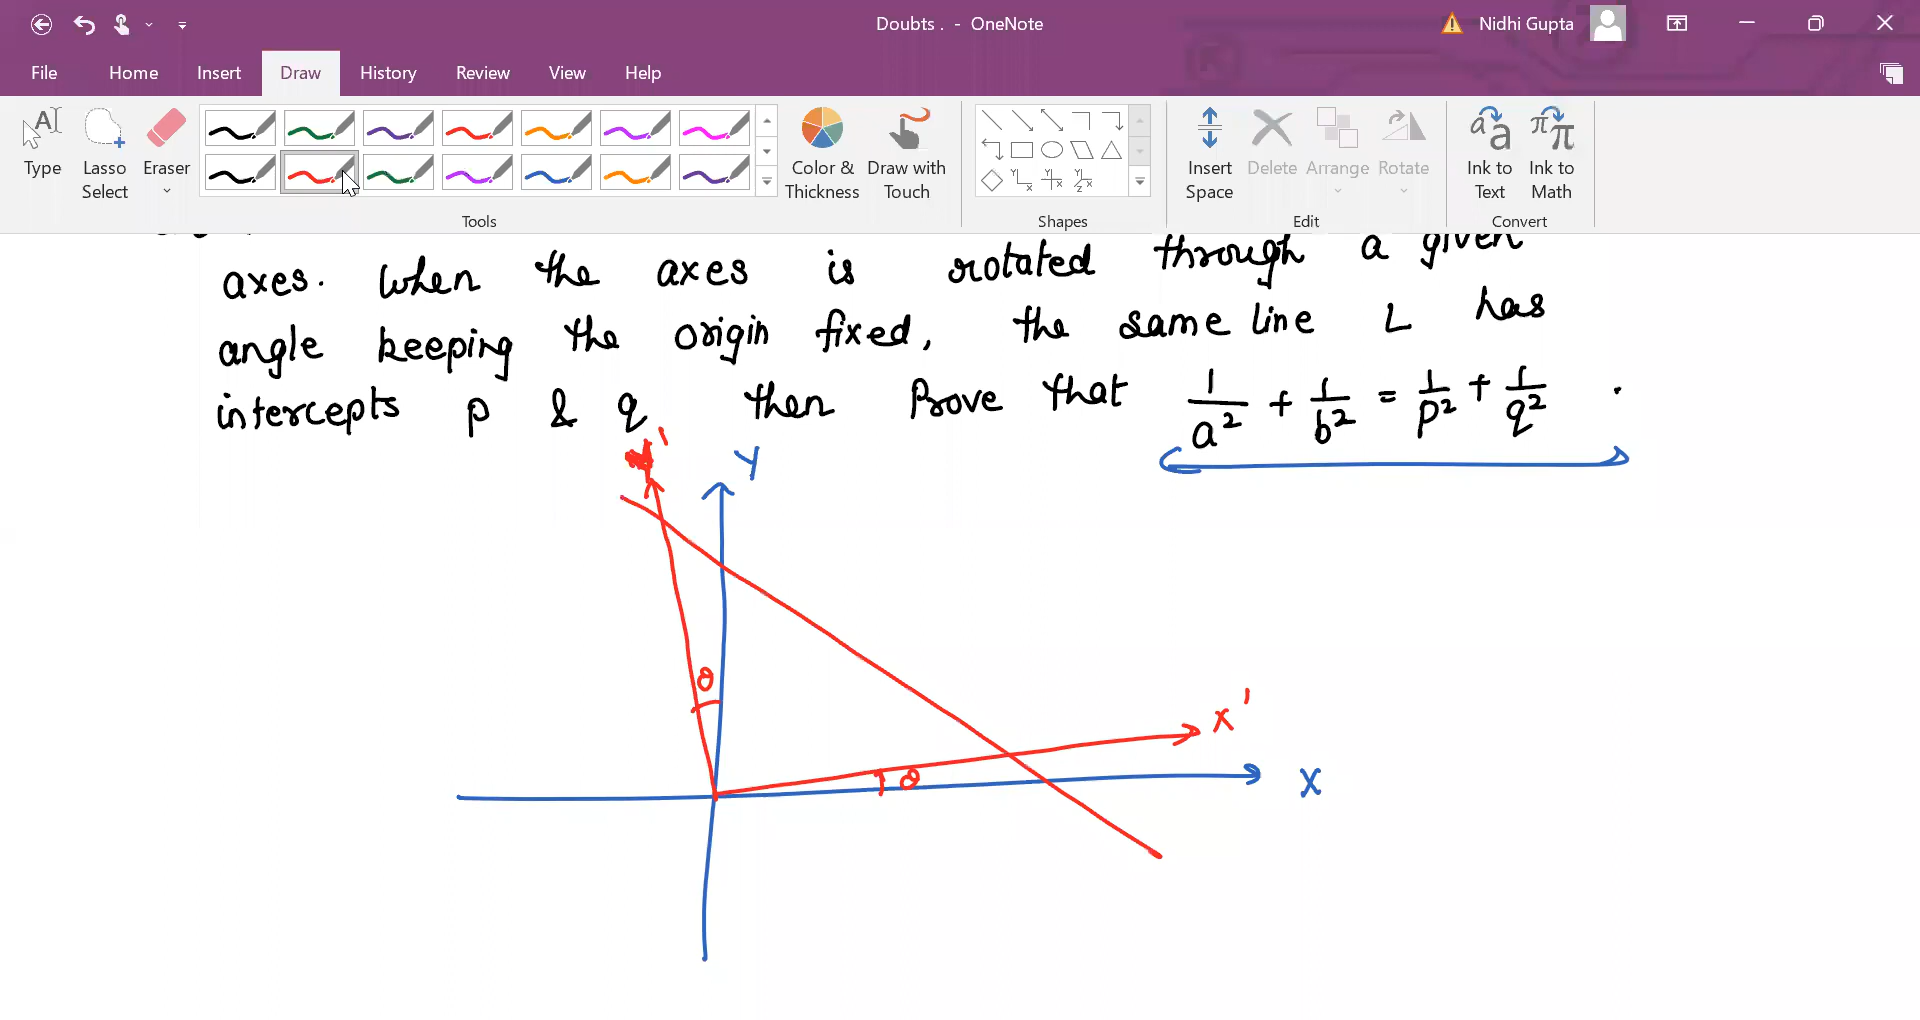 Doubts . - OneNote
Nidhi Gupta
File Home Insert Draw History Review View Help
Type
Lasso Select
Eraser
Color & Thickness
Draw with Touch
Insert Space
Delete
Arrange
Rotate
Ink to Text
Ink to Math
Tools
Shapes
Edit
Convert
axes. When the axes is rotated through a given
angle keeping the origin fixed, the same line L has
intercepts p & q then Prove that 1/a² + 1/b² = 1/p² + 1/q² .
Y
θ
X'
θ
X